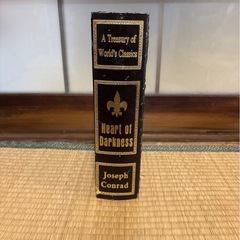 A Treasury of
World's Classics
Heart of
Darkness
Joseph
Conrad